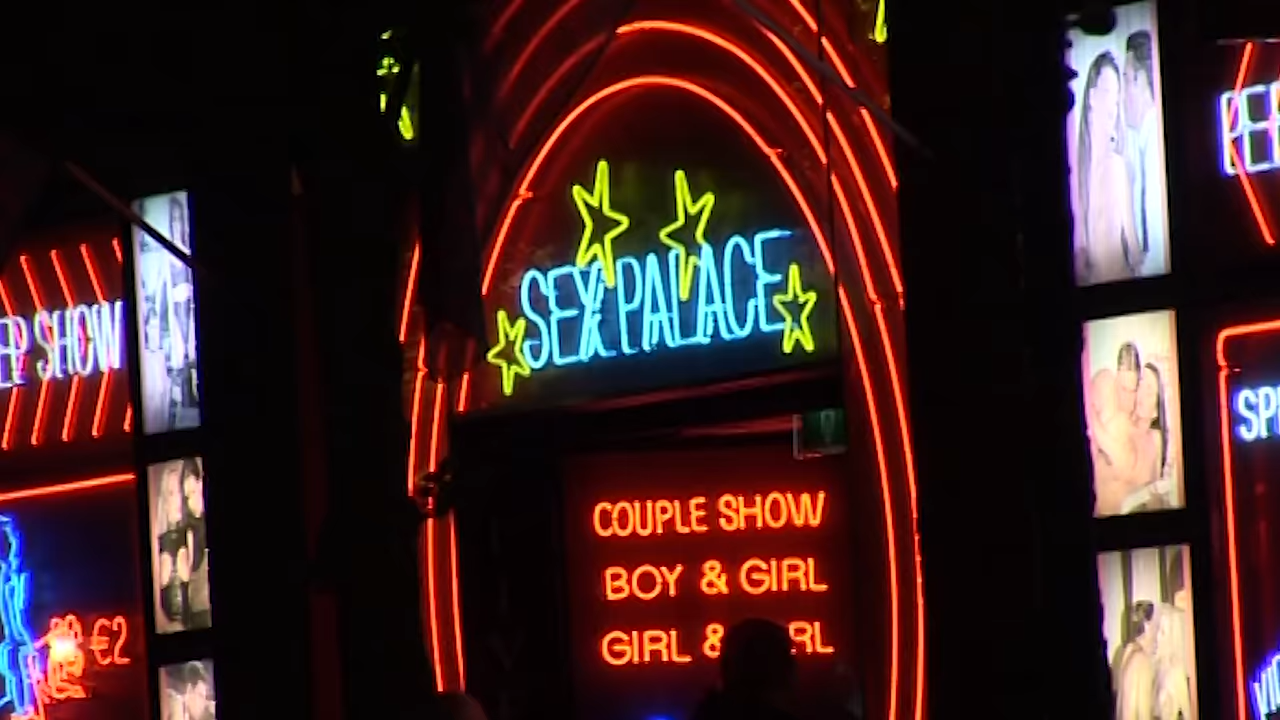 SEX PALACE
COUPLE SHOW
BOY & GIRL
GIRL &
SHOW
€2